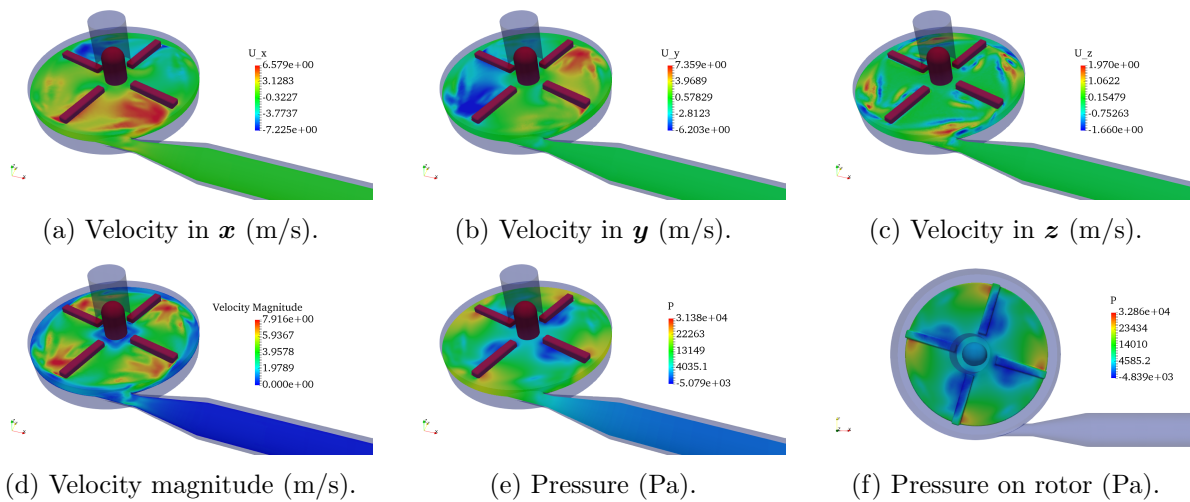 U_x
6.579e+00
3.1283
-0.3227
-3.7737
-7.225e+00
(a) Velocity in x (m/s).
U_y
7.359e+00
3.9689
0.57829
-2.8123
-6.203e+00
(b) Velocity in y (m/s).
U_z
1.970e+00
1.0622
0.15479
-0.75263
-1.660e+00
(c) Velocity in z (m/s).
Velocity Magnitude
7.916e+00
5.9367
3.9578
1.9789
0.000e+00
(d) Velocity magnitude (m/s).
P
3.138e+04
22263
13149
4035.1
-5.079e+03
(e) Pressure (Pa).
P
3.286e+04
23434
14010
4585.2
-4.839e+03
(f) Pressure on rotor (Pa).